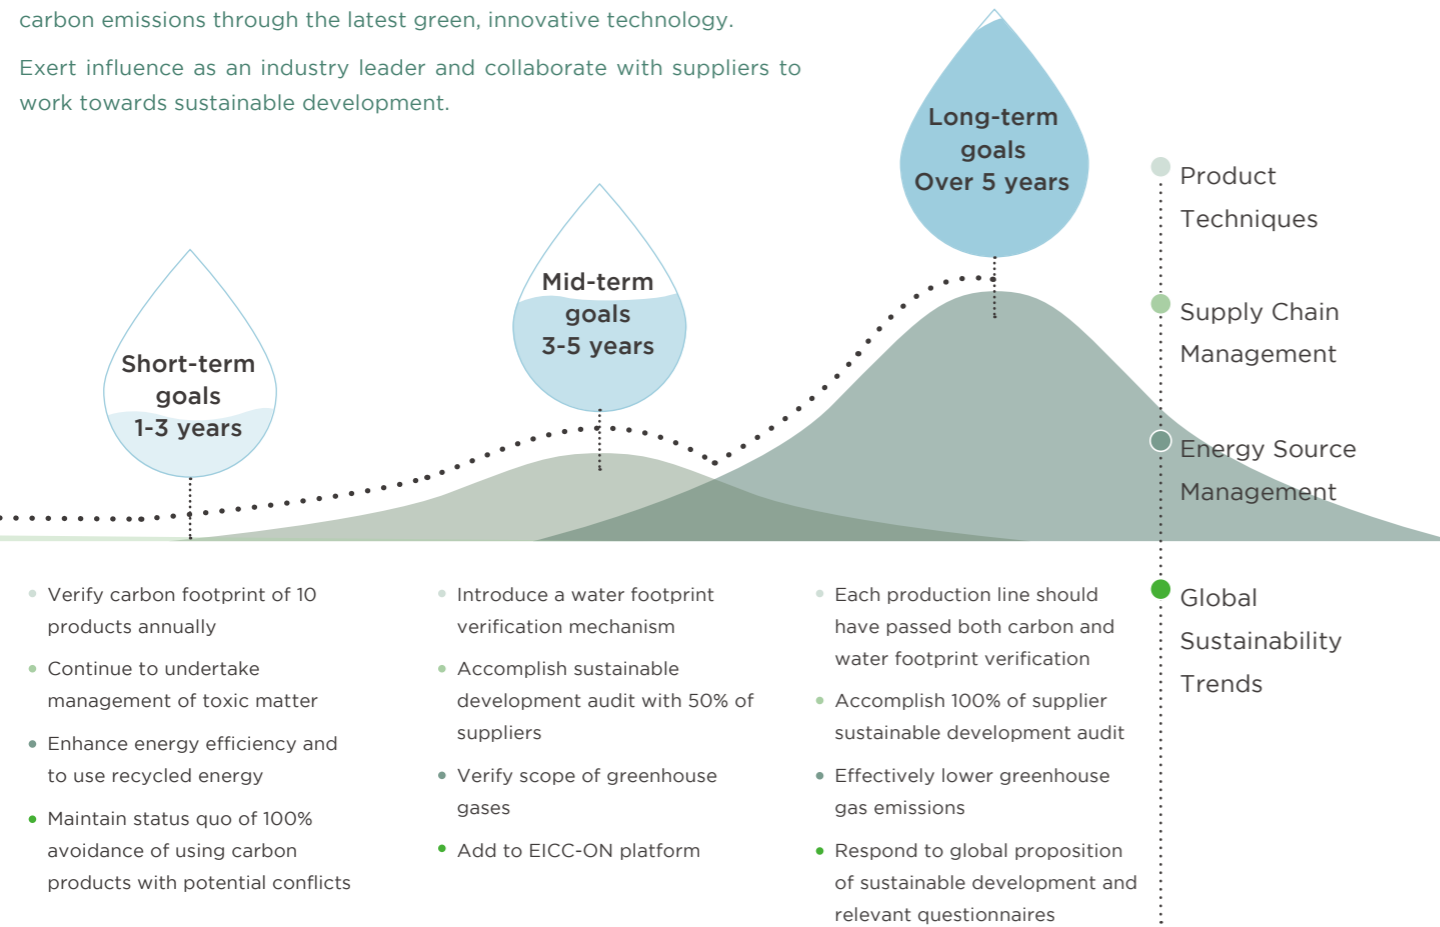 carbon emissions through the latest green, innovative technology.
Exert influence as an industry leader and collaborate with suppliers to
work towards sustainable development.
Short-term
goals
1-3 years
Mid-term
goals
3-5 years
Long-term
goals
Over 5 years
Product
Techniques
Supply Chain
Management
Energy Source
Management
Global
Sustainability
Trends
Verify carbon footprint of 10
products annually
Continue to undertake
management of toxic matter
Enhance energy efficiency and
to use recycled energy
Maintain status quo of 100%
avoidance of using carbon
products with potential conflicts
Introduce a water footprint
verification mechanism
Accomplish sustainable
development audit with 50% of
suppliers
Verify scope of greenhouse
gases
Add to EICC-ON platform
Each production line should
have passed both carbon and
water footprint verification
Accomplish 100% of supplier
sustainable development audit
Effectively lower greenhouse
gas emissions
Respond to global proposition
of sustainable development and
relevant questionnaires